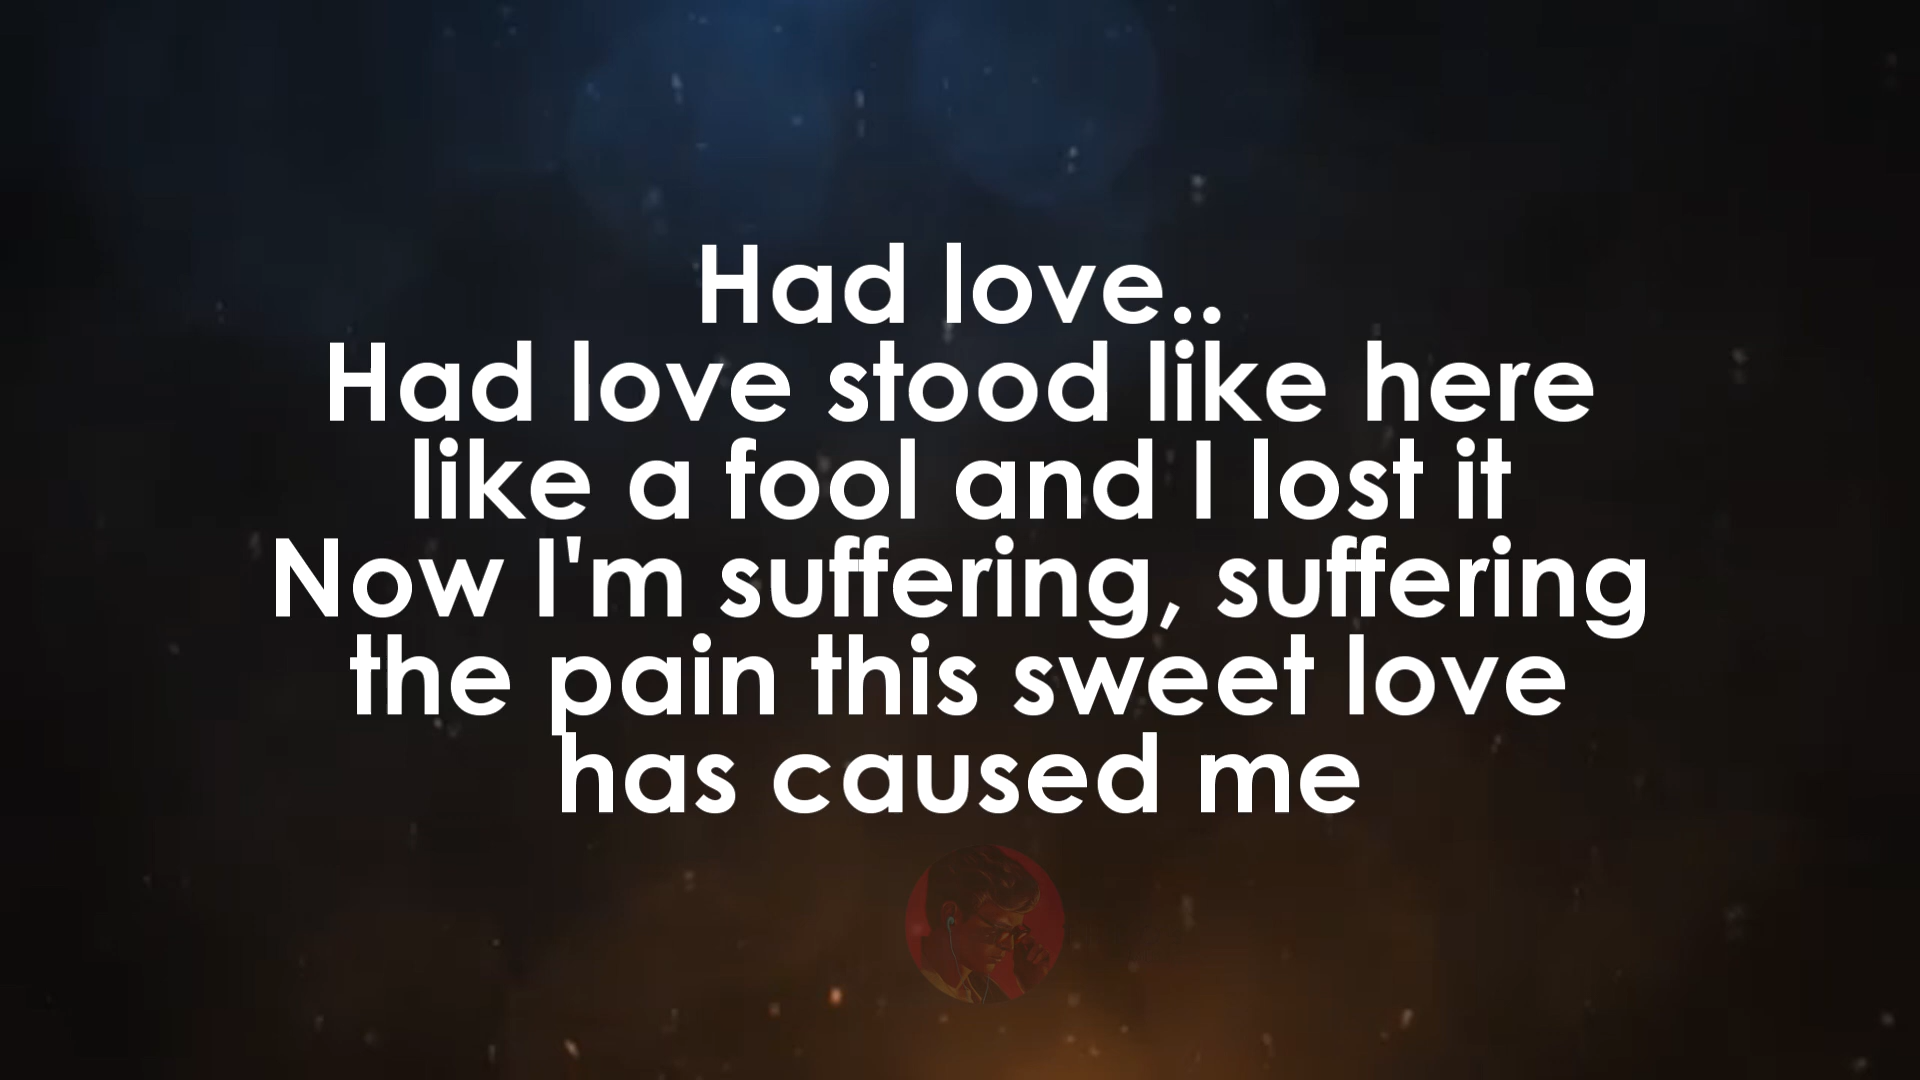 Had love..
Had love stood like here
like a fool and I lost it
Now I'm suffering, suffering
the pain this sweet love
has caused me